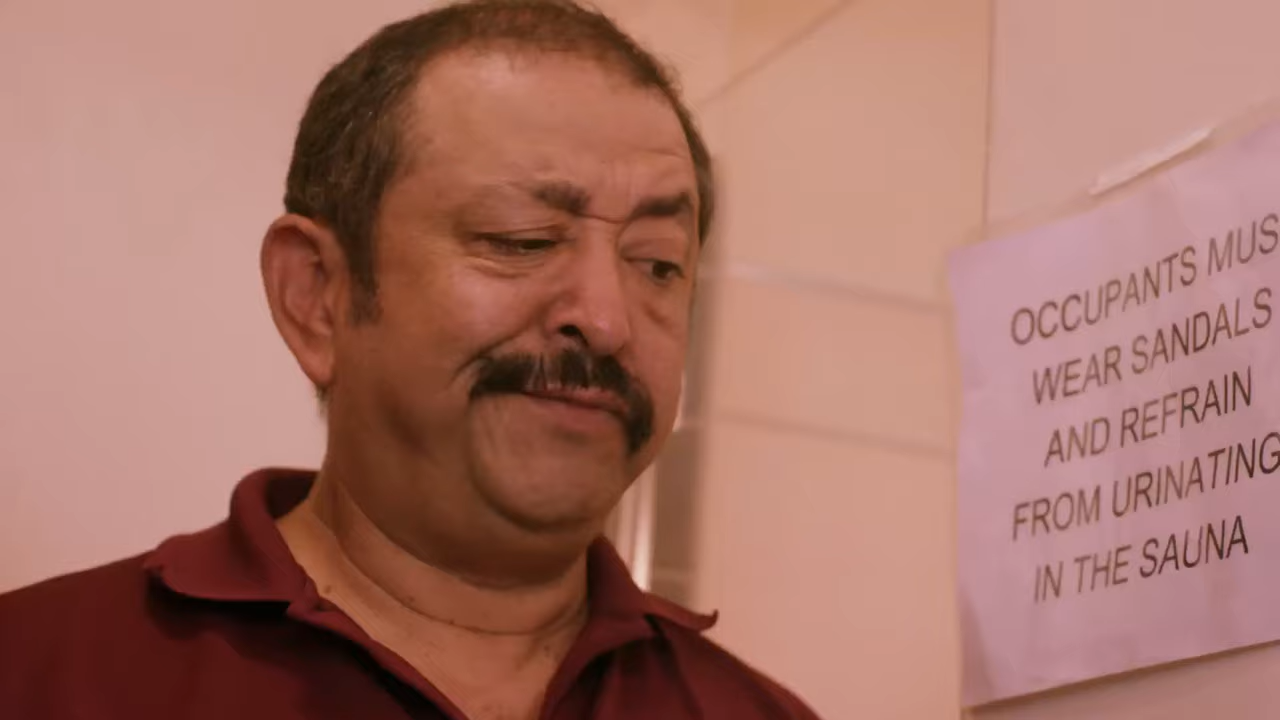 OCCUPANTS MUS
WEAR SANDALS
AND REFRAIN
FROM URINATING
IN THE SAUNA